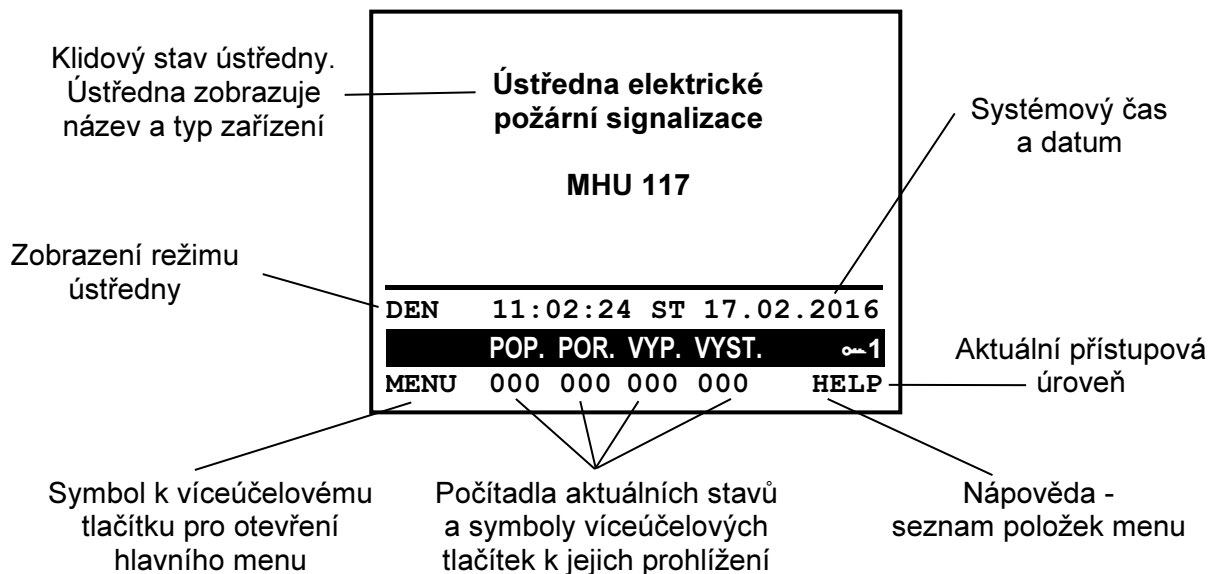 Klidový stav ústředny.
Ústředna zobrazuje
název a typ zařízení
Ústředna elektrické
požární signalizace
MHU 117
Systémový čas
a datum
Zobrazení režimu
ústředny
DEN 11:02:24 ST 17.02.2016
POP. POR. VYP. VYST. 1
MENU 000 000 000 000 HELP
Aktuální přístupová
úroveň
Symbol k víceúčelovému
tlačítku pro otevření
hlavního menu
Počítadla aktuálních stavů
a symboly víceúčelových
tlačítek k jejich prohlížení
Nápověda -
seznam položek menu